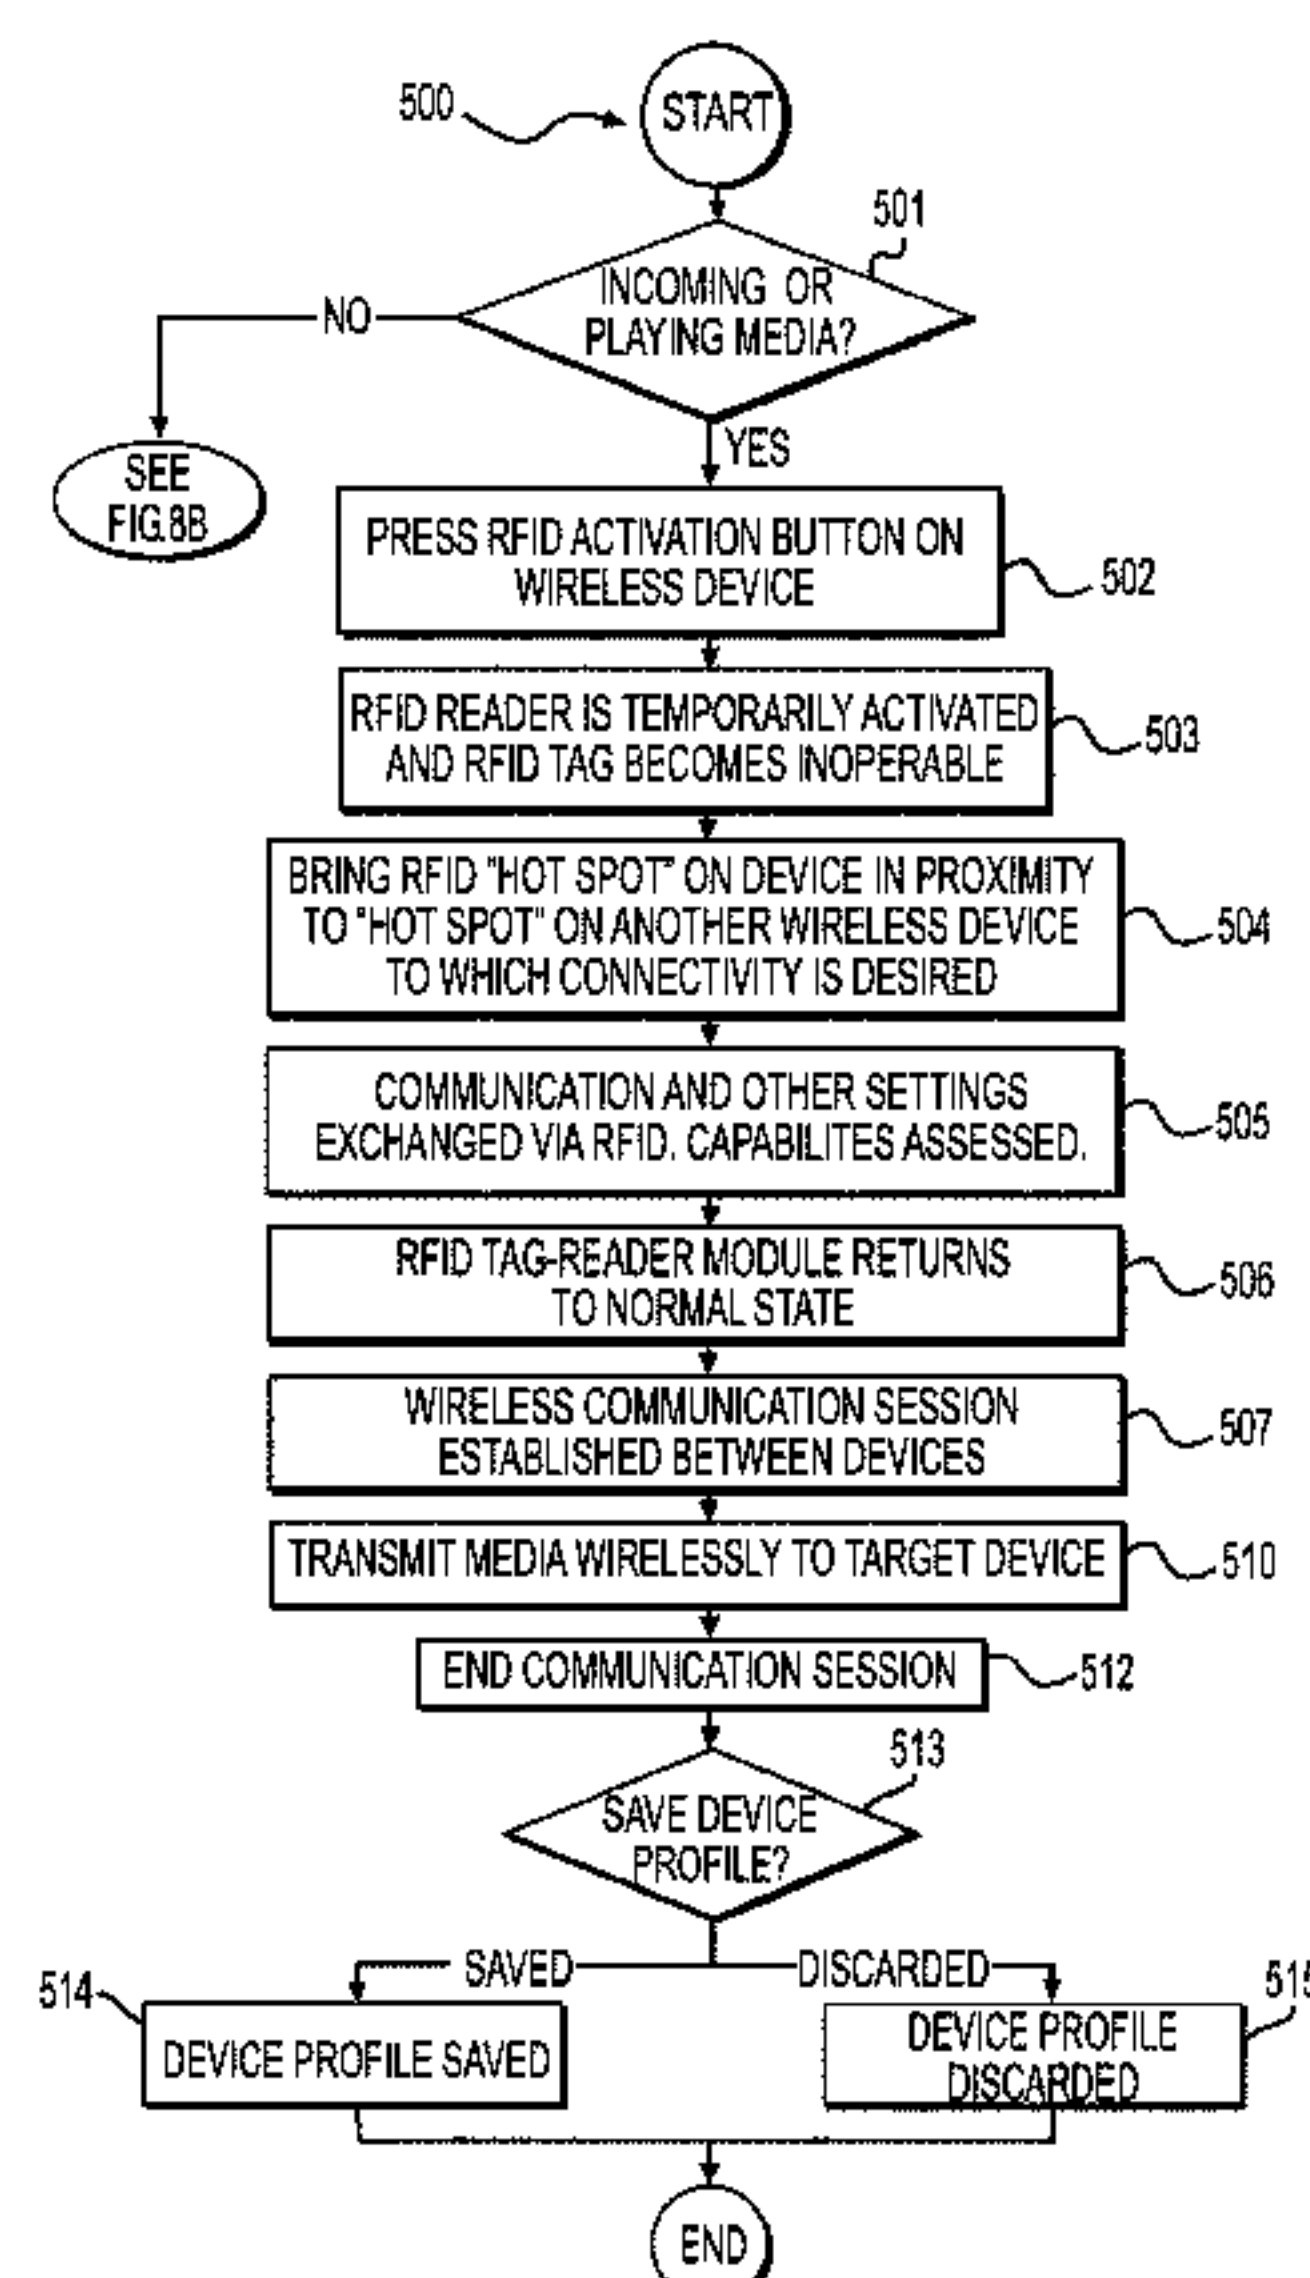 500
START
501
INCOMING OR
PLAYING MEDIA?
NO
YES
SEE
FIG.8B
PRESS RFID ACTIVATION BUTTON ON
WIRELESS DEVICE
502
RFID READER IS TEMPORARILY ACTIVATED
AND RFID TAG BECOMES INOPERABLE
503
BRING RFID "HOT SPOT" ON DEVICE IN PROXIMITY
TO "HOT SPOT" ON ANOTHER WIRELESS DEVICE
TO WHICH CONNECTIVITY IS DESIRED
504
COMMUNICATION AND OTHER SETTINGS
EXCHANGED VIA RFID. CAPABILITES ASSESSED.
505
RFID TAG-READER MODULE RETURNS
TO NORMAL STATE
506
WIRELESS COMMUNICATION SESSION
ESTABLISHED BETWEEN DEVICES
507
TRANSMIT MEDIA WIRELESSLY TO TARGET DEVICE
510
END COMMUNICATION SESSION
512
513
SAVE DEVICE
PROFILE?
SAVED
DISCARDED
514
DEVICE PROFILE SAVED
515
DEVICE PROFILE
DISCARDED
END